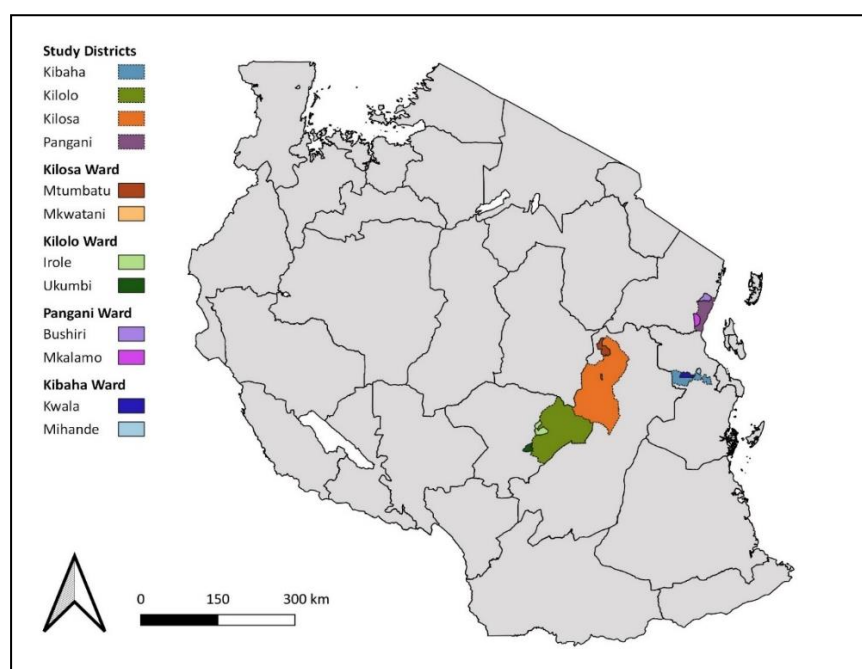 Study Districts
Kibaha
Kilolo
Kilosa
Pangani
Kilosa Ward
Mtumbatu
Mkwatani
Kilolo Ward
Irole
Ukumbi
Pangani Ward
Bushiri
Mkalamo
Kibaha Ward
Kwala
Mihande
0 150 300 km